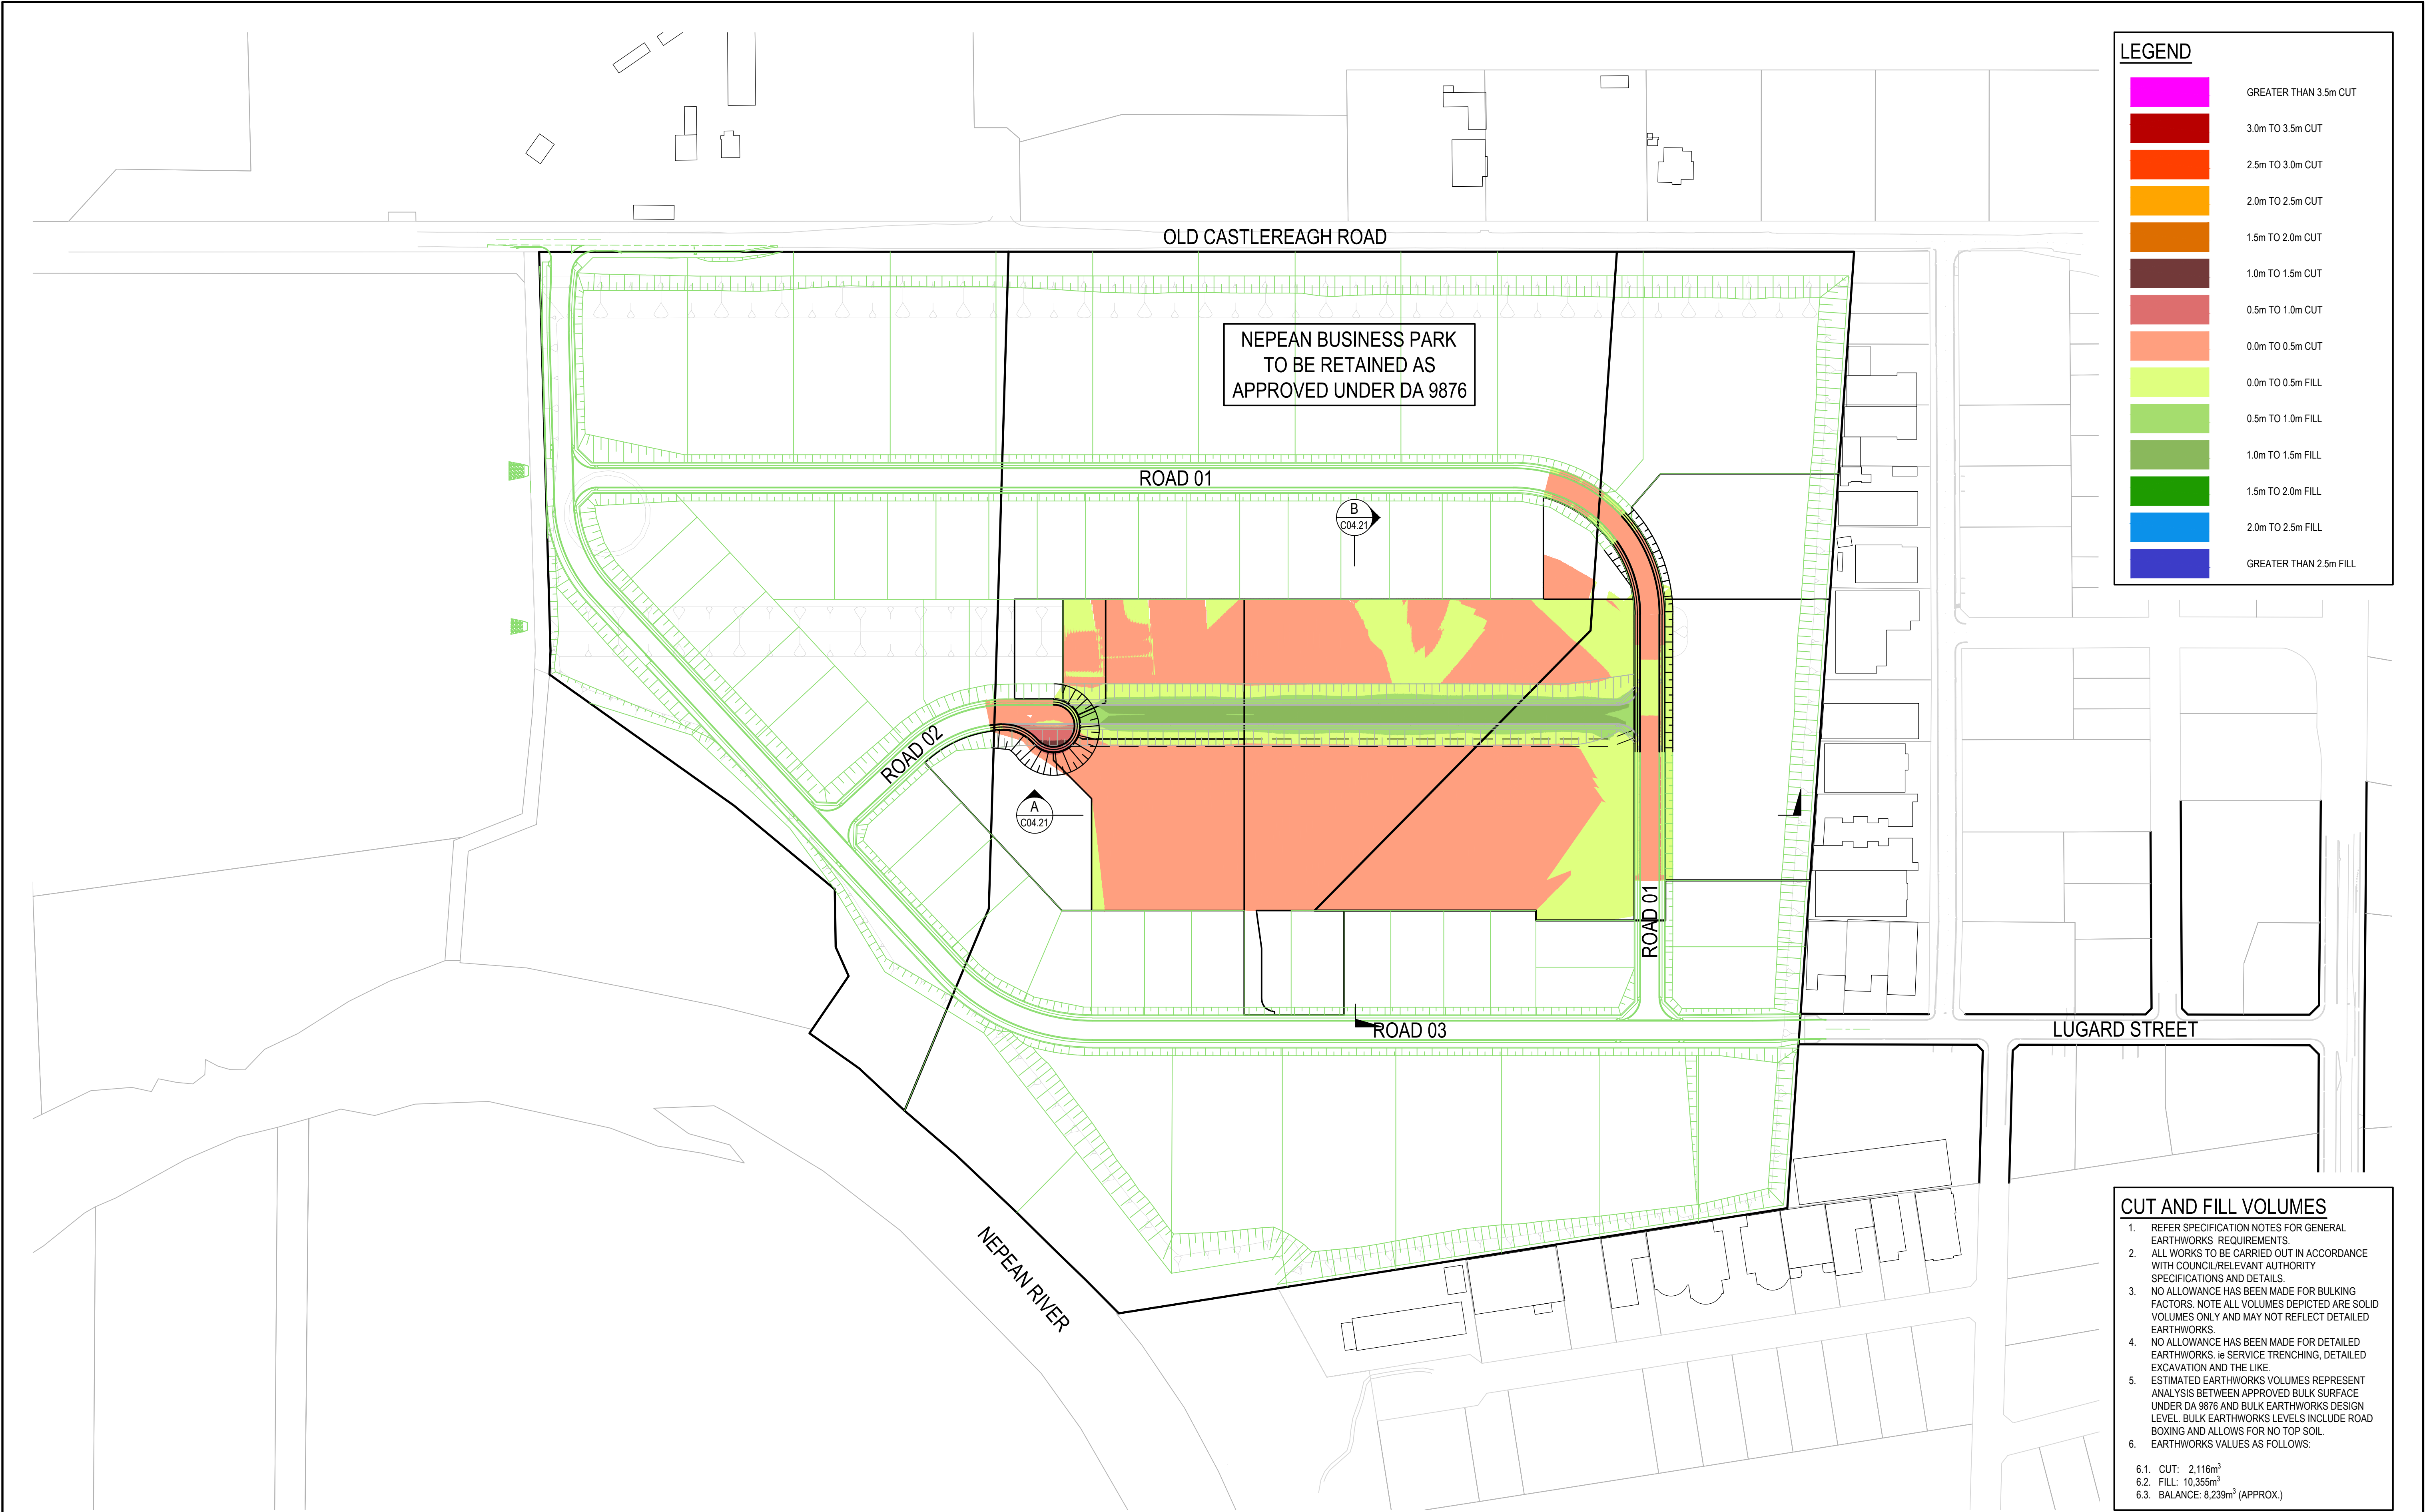 LEGEND
GREATER THAN 3.5m CUT
3.0m TO 3.5m CUT
2.5m TO 3.0m CUT
2.0m TO 2.5m CUT
1.5m TO 2.0m CUT
1.0m TO 1.5m CUT
0.5m TO 1.0m CUT
0.0m TO 0.5m CUT
0.0m TO 0.5m FILL
0.5m TO 1.0m FILL
1.0m TO 1.5m FILL
1.5m TO 2.0m FILL
2.0m TO 2.5m FILL
GREATER THAN 2.5m FILL
OLD CASTLEREAGH ROAD
NEPEAN BUSINESS PARK
TO BE RETAINED AS
APPROVED UNDER DA 9876
ROAD 01
B
C04.21
ROAD 02
A
C04.21
ROAD 01
ROAD 03
LUGARD STREET
NEPEAN RIVER
CUT AND FILL VOLUMES
1. REFER SPECIFICATION NOTES FOR GENERAL
EARTHWORKS REQUIREMENTS.
2. ALL WORKS TO BE CARRIED OUT IN ACCORDANCE
WITH COUNCIL/RELEVANT AUTHORITY
SPECIFICATIONS AND DETAILS.
3. NO ALLOWANCE HAS BEEN MADE FOR BULKING
FACTORS. NOTE ALL VOLUMES DEPICTED ARE SOLID
VOLUMES ONLY AND MAY NOT REFLECT DETAILED
EARTHWORKS.
4. NO ALLOWANCE HAS BEEN MADE FOR DETAILED
EARTHWORKS. ie SERVICE TRENCHING, DETAILED
EXCAVATION AND THE LIKE.
5. ESTIMATED EARTHWORKS VOLUMES REPRESENT
ANALYSIS BETWEEN APPROVED BULK SURFACE
UNDER DA 9876 AND BULK EARTHWORKS DESIGN
LEVEL. BULK EARTHWORKS LEVELS INCLUDE ROAD
BOXING AND ALLOWS FOR NO TOP SOIL.
6. EARTHWORKS VALUES AS FOLLOWS:
6.1. CUT: 2,116m³
6.2. FILL: 10,355m³
6.3. BALANCE: 8,239m³ (APPROX.)